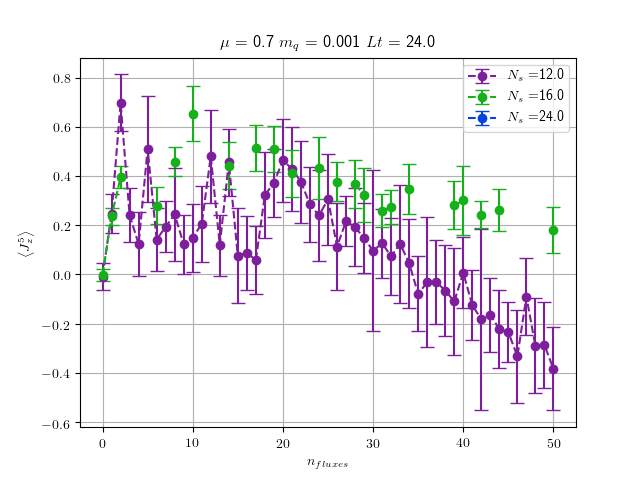 μ = 0.7 m_q = 0.001 Lt = 24.0
N_s =12.0
N_s =16.0
N_s =24.0
⟨J_z^5⟩
0.8
0.6
0.4
0.2
0.0
−0.2
−0.4
−0.6
0 10 20 30 40 50
n_fluxes